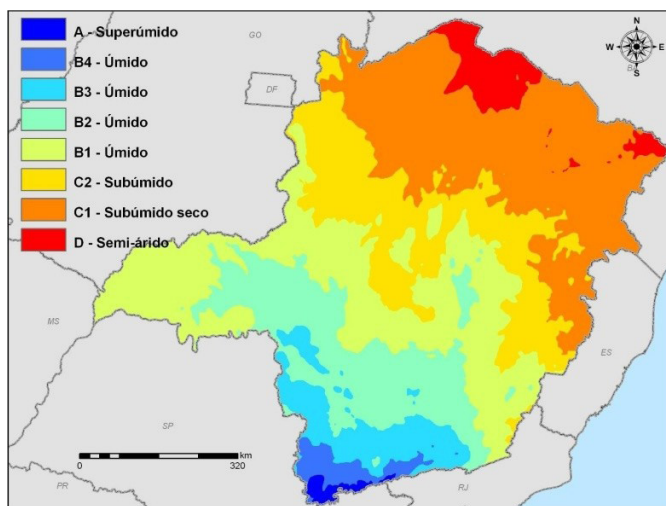 A - Superúmido
B4 - Úmido
B3 - Úmido
B2 - Úmido
B1 - Úmido
C2 - Subúmido
C1 - Subúmido seco
D - Semi-árido
GO
DF
N
W
E
S
MS
SP
PR
RJ
ES
km
0
320